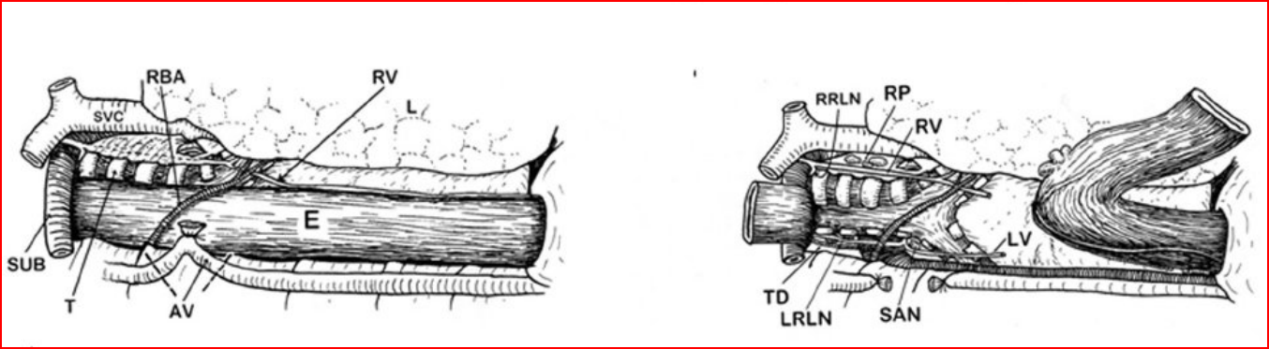 RBA
RV
L
SVC
E
SUB
T
AV
RRLN
RP
RV
LV
TD
LRLN
SAN